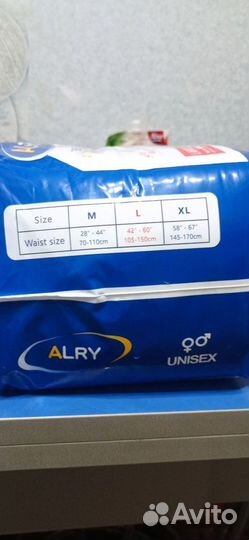 Size M L XL
Waist size 28" - 44" 42" - 60" 58" - 67"
70-110cm 105-150cm 145-170cm
ALRY
UNISEX
Avito